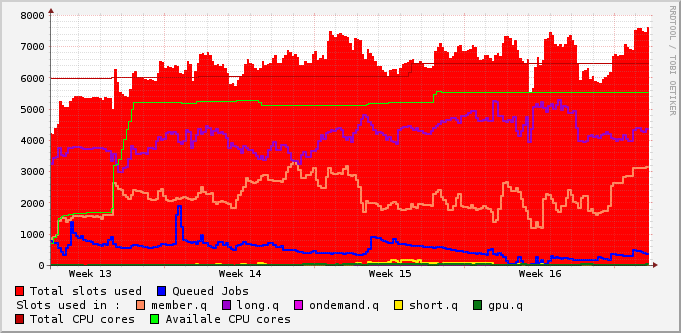 8000
7000
6000
5000
4000
3000
2000
1000
0
Week 13 Week 14 Week 15 Week 16
Total slots used Queued Jobs
Slots used in : member.q long.q ondemand.q short.q gpu.q
Total CPU cores Availale CPU cores
RRDTOOL / TOBI OETIKER